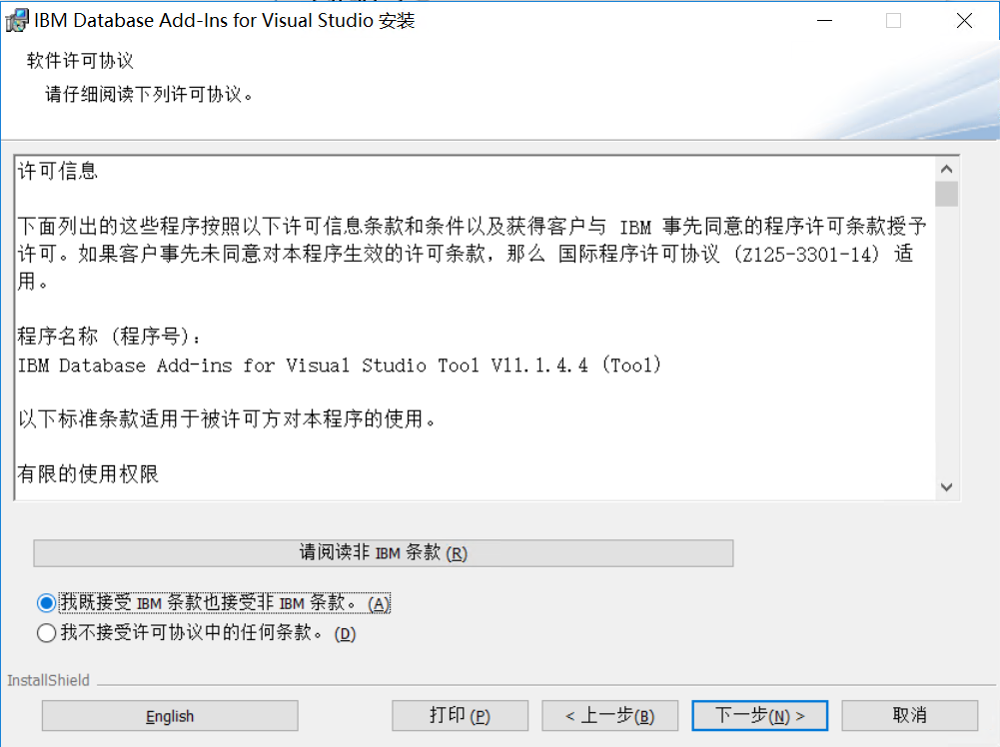 IBM Database Add-Ins for Visual Studio 安装
软件许可协议
请仔细阅读下列许可协议。
许可信息
下面列出的这些程序按照以下许可信息条款和条件以及获得客户与 IBM 事先同意的程序许可条款授予
许可。如果客户事先未同意对本程序生效的许可条款，那么 国际程序许可协议 (Z125-3301-14) 适
用。
程序名称 (程序号)：
IBM Database Add-ins for Visual Studio Tool V11.1.4.4 (Tool)
以下标准条款适用于被许可方对本程序的使用。
有限的使用权限
请阅读非 IBM 条款 (R)
我既接受 IBM 条款也接受非 IBM 条款。 (A)
我不接受许可协议中的任何条款。 (D)
InstallShield
English
打印 (P)
< 上一步(B)
下一步(N) >
取消